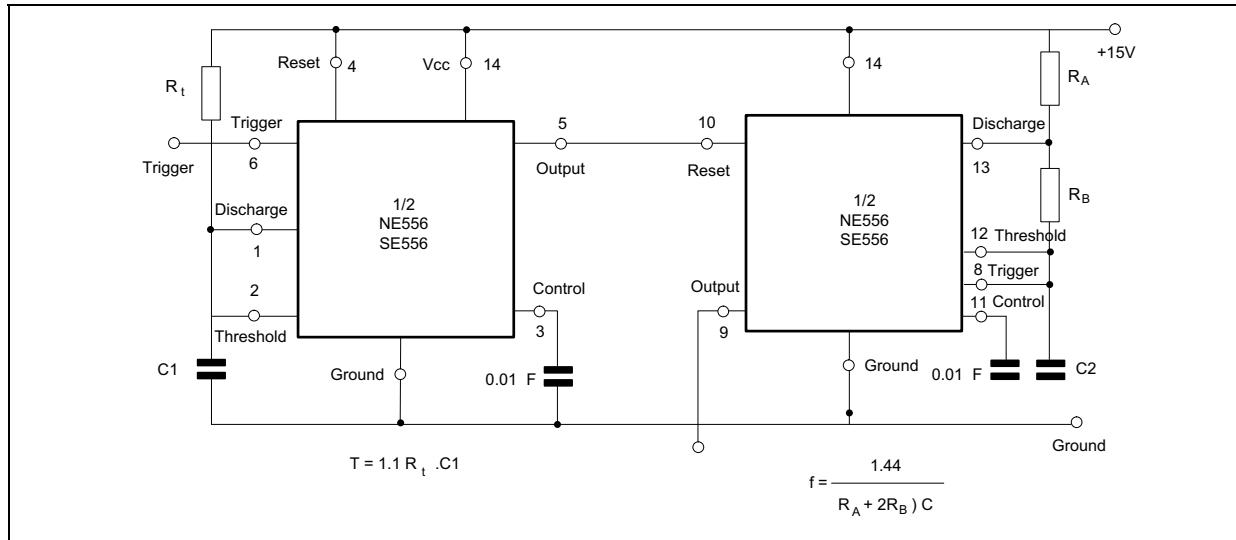 +15V
Reset
4
Vcc
14
14
R t
R A
Trigger
6
Trigger
5
Output
10
Reset
Discharge
13
R B
1/2
NE556
SE556
1/2
NE556
SE556
Discharge
1
12 Threshold
8 Trigger
11 Control
2
Threshold
Control
3
Output
9
C1
Ground
0.01 F
Ground
0.01 F
C2
Ground
T = 1.1 R t .C1
f = 1.44
R A + 2R B ) C